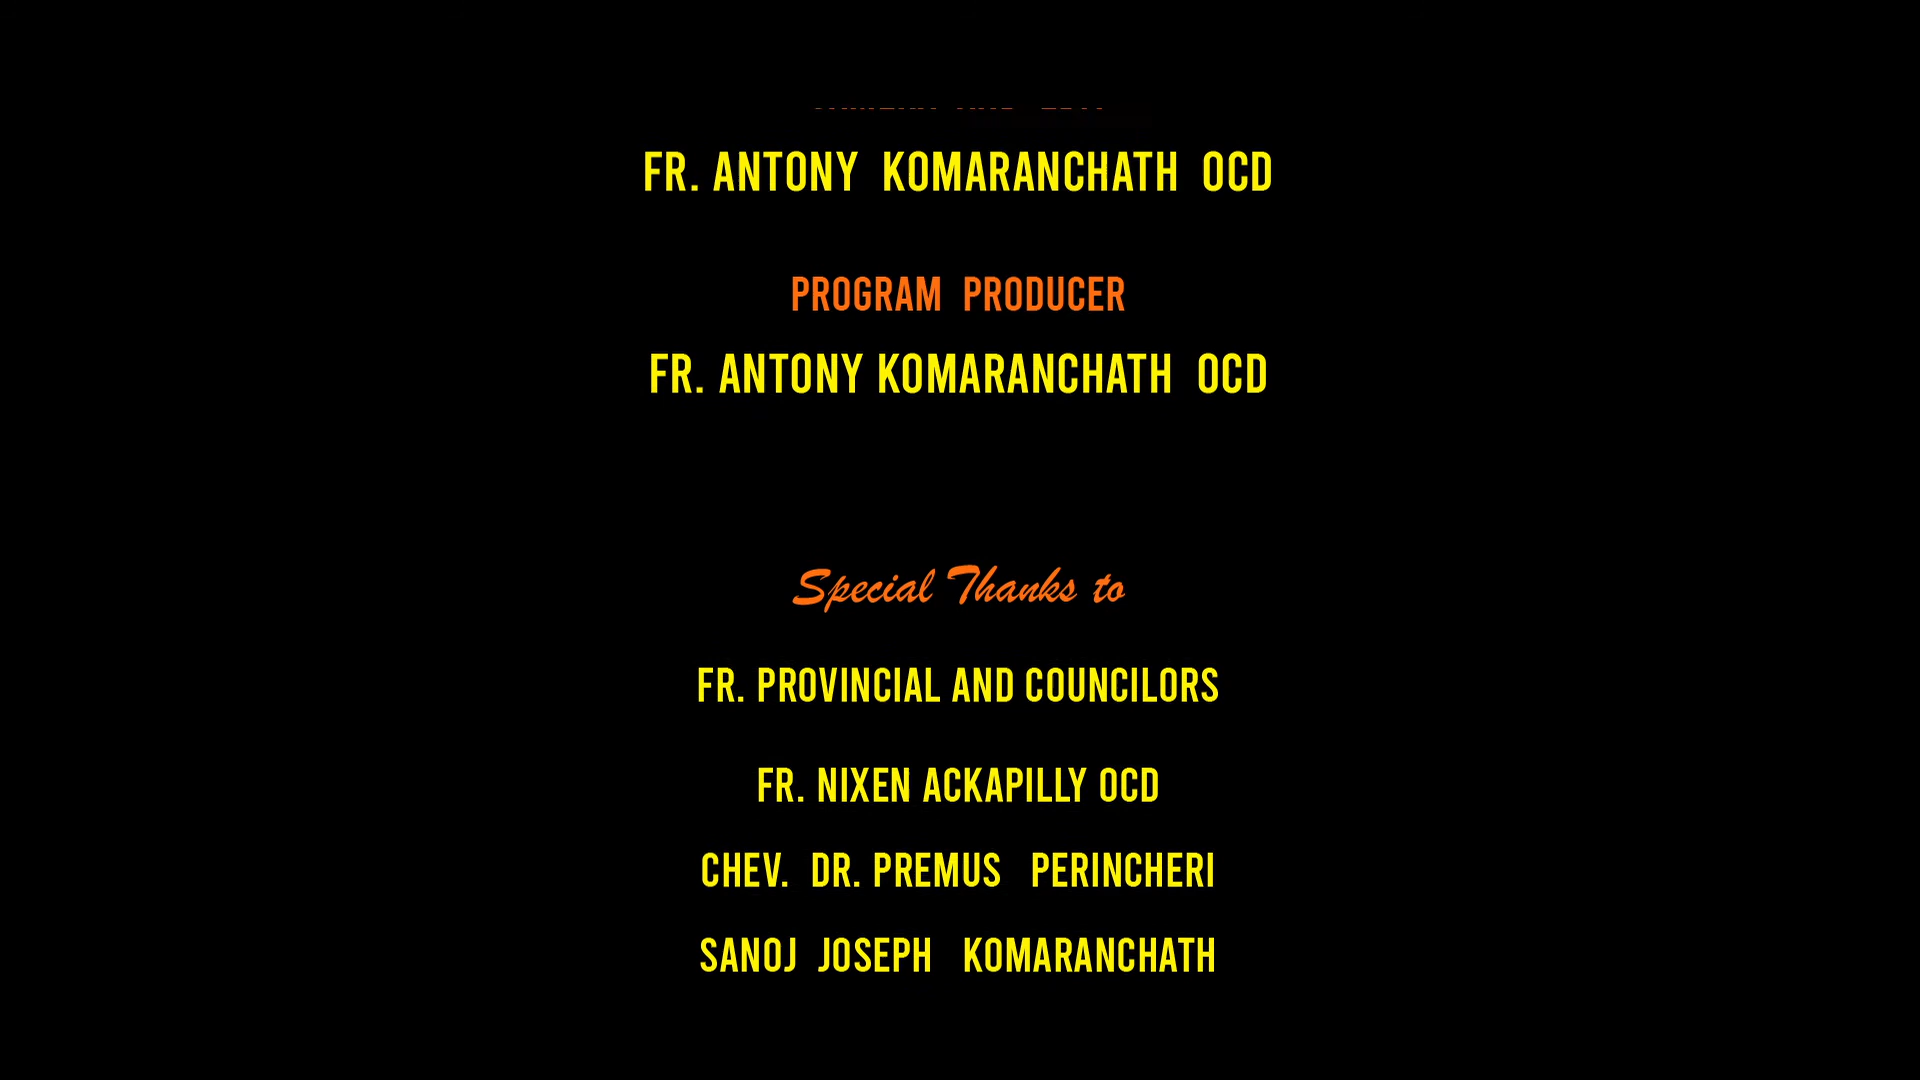 FR. ANTONY KOMARANCHATH OCD
PROGRAM PRODUCER
FR. ANTONY KOMARANCHATH OCD
Special Thanks to
FR. PROVINCIAL AND COUNCILORS
FR. NIXEN ACKAPILLY OCD
CHEV. DR. PREMUS PERINCHERI
SANOJ JOSEPH KOMARANCHATH